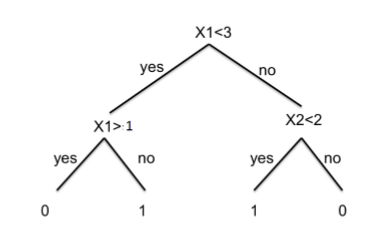 X1<3
yes no
X1>1 X2<2
yes no yes no
0 1 1 0